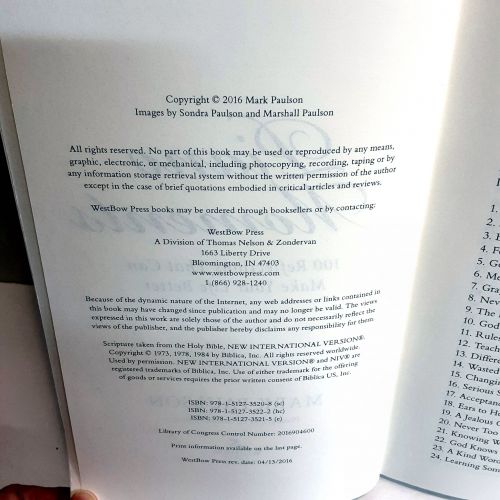 Copyright © 2016 Mark Paulson
Images by Sondra Paulson and Marshall Paulson
All rights reserved. No part of this book may be used or reproduced by any means,
graphic, electronic, or mechanical, including photocopying, recording, taping or by
any information storage retrieval system without the written permission of the author
except in the case of brief quotations embodied in critical articles and reviews.
WestBow Press books may be ordered through booksellers or by contacting:
WestBow Press
A Division of Thomas Nelson & Zondervan
1663 Liberty Drive
Bloomington, IN 47403
www.westbowpress.com
1 (866) 928-1240
Because of the dynamic nature of the Internet, any web addresses or links contained in
this book may have changed since publication and may no longer be valid. The views
expressed in this work are solely those of the author and do not necessarily reflect the
views of the publisher, and the publisher hereby disclaims any responsibility for them.
Scripture taken from the Holy Bible, NEW INTERNATIONAL VERSION®.
Copyright © 1973, 1978, 1984 by Biblica, Inc. All rights reserved worldwide.
Used by permission. NEW INTERNATIONAL VERSION® and NIV® are
registered trademarks of Biblica, Inc. Use of either trademark for the offering
of goods or services requires the prior written consent of Biblica US, Inc.
ISBN: 978-1-5127-3520-8 (sc)
ISBN: 978-1-5127-3522-2 (hc)
ISBN: 978-1-5127-3521-5 (e)
Library of Congress Control Number: 2016904600
Print information available on the last page.
WestBow Press rev. date: 04/13/2016
1.
2.
3.
4. F
5. G
6. Me
7. Gra
8. New
9. The
10. God
11. Rules
12. Teach
13. Differ
14. Wasted
15. Changi
16. Serious S
17. Acceptanc
18. Ears to He
19. A Jealous G
20. Never Too
21. Knowing W
22. God Knows
23. A Kind Wor
24. Learning Som